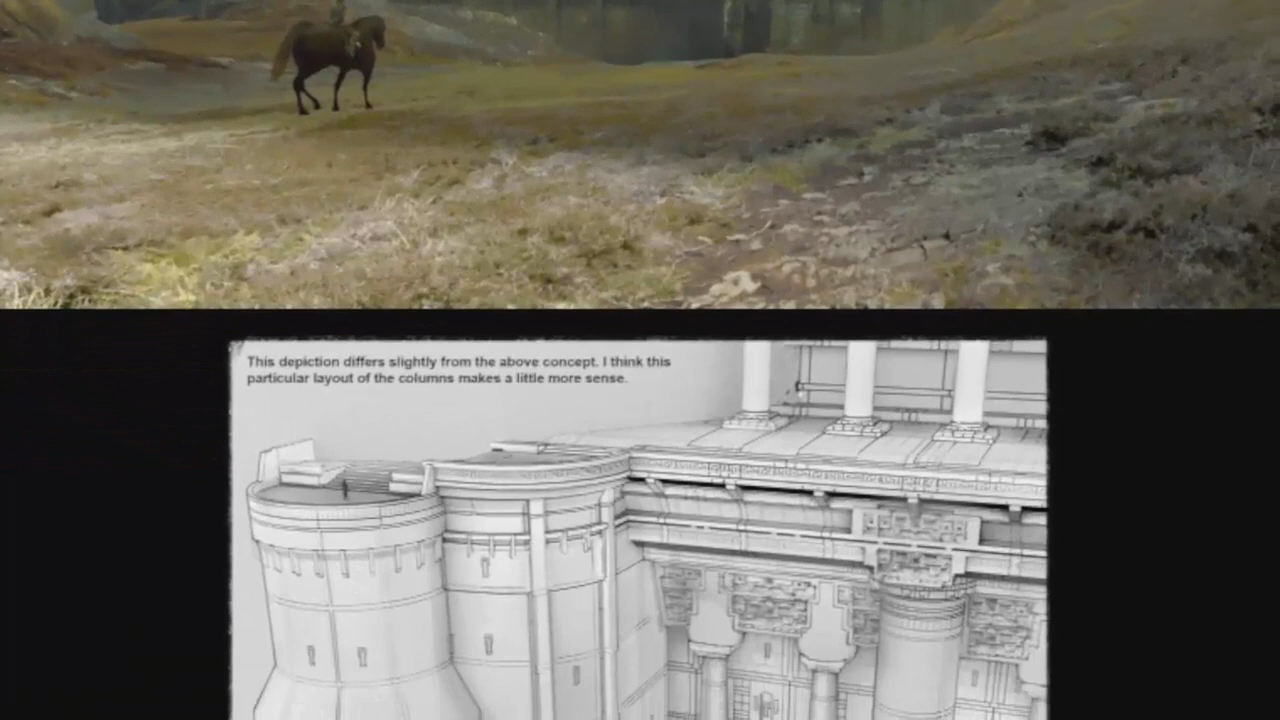 This depiction differs slightly from the above concept. I think this
particular layout of the columns makes a little more sense.